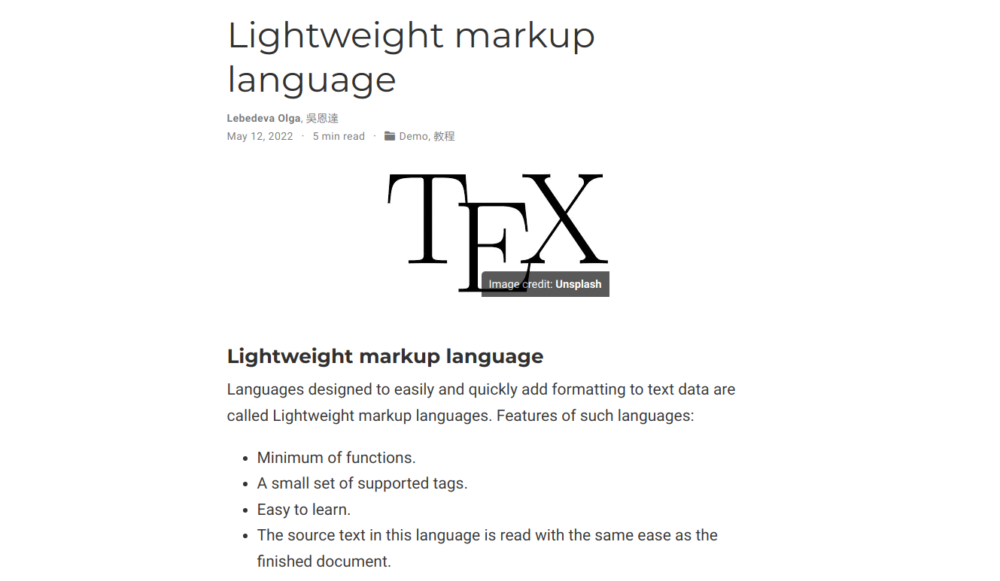 Lightweight markup
language
Lebedeva Olga, 吳恩達
May 12, 2022 · 5 min read · Demo, 教程
TEX
Image credit: Unsplash
Lightweight markup language
Languages designed to easily and quickly add formatting to text data are
called Lightweight markup languages. Features of such languages:
• Minimum of functions.
• A small set of supported tags.
• Easy to learn.
• The source text in this language is read with the same ease as the
finished document.